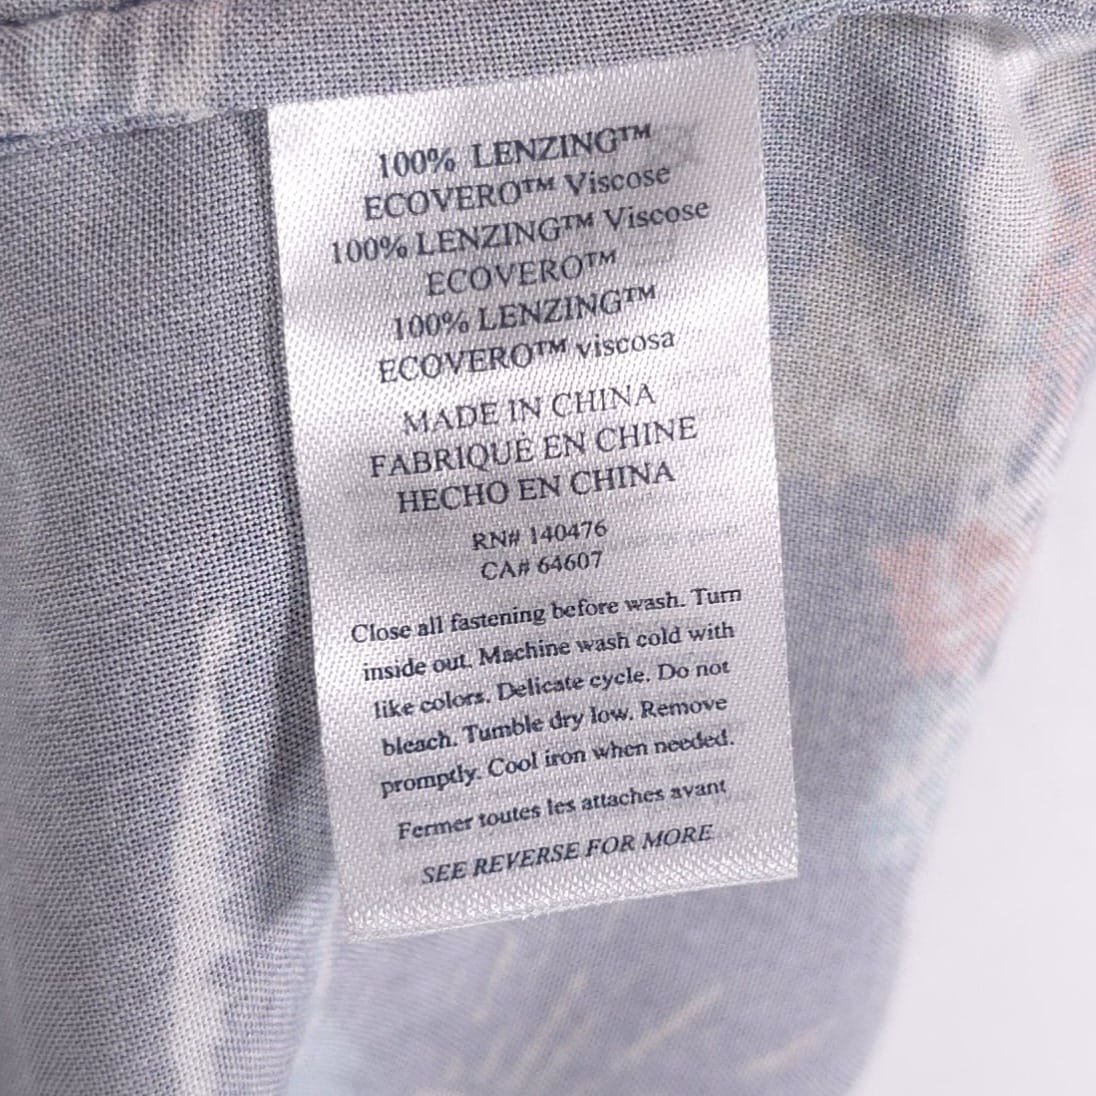 100% LENZING™
ECOVERO™ Viscose
100% LENZING™ Viscose
ECOVERO™
100% LENZING™
ECOVERO™ viscosa
MADE IN CHINA
FABRIQUÉ EN CHINE
HECHO EN CHINA
RN# 140476
CA# 64607
Close all fastening before wash. Turn
inside out. Machine wash cold with
like colors. Delicate cycle. Do not
bleach. Tumble dry low. Remove
promptly. Cool iron when needed.
Fermer toutes les attaches avant
SEE REVERSE FOR MORE